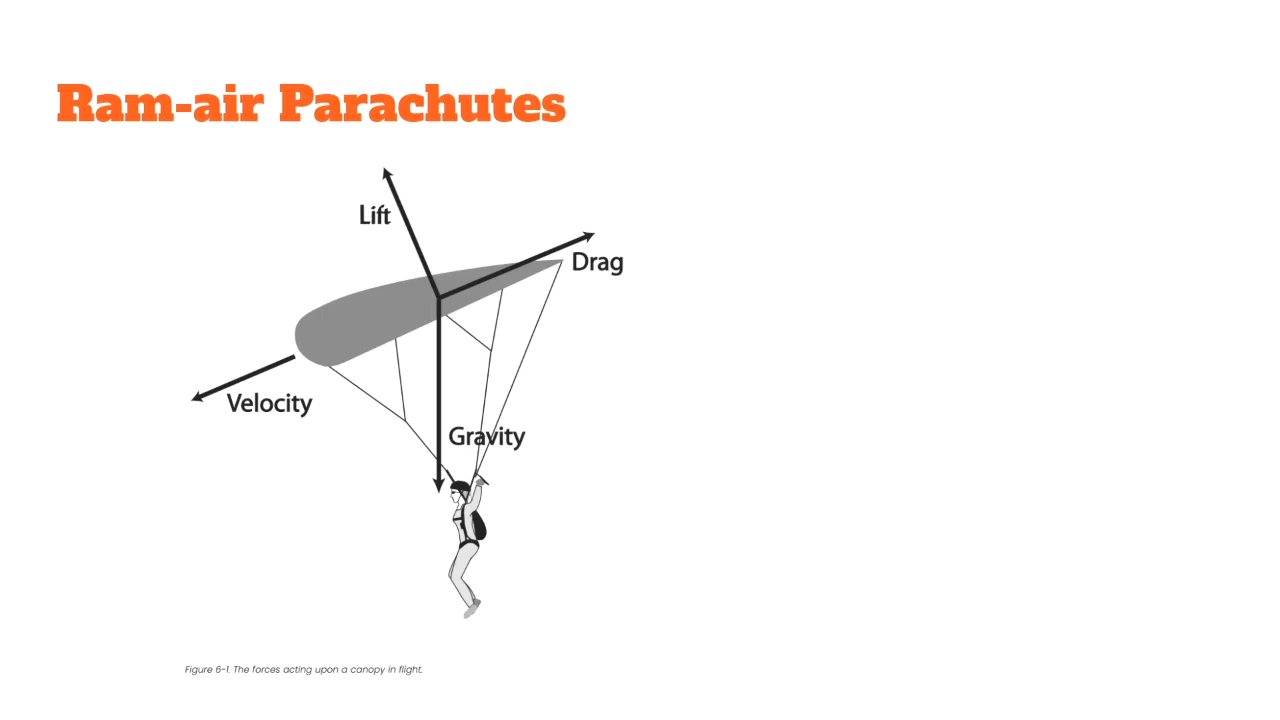 Ram-air Parachutes
Lift
Drag
Velocity
Gravity
Figure 6-1. The forces acting upon a canopy in flight.